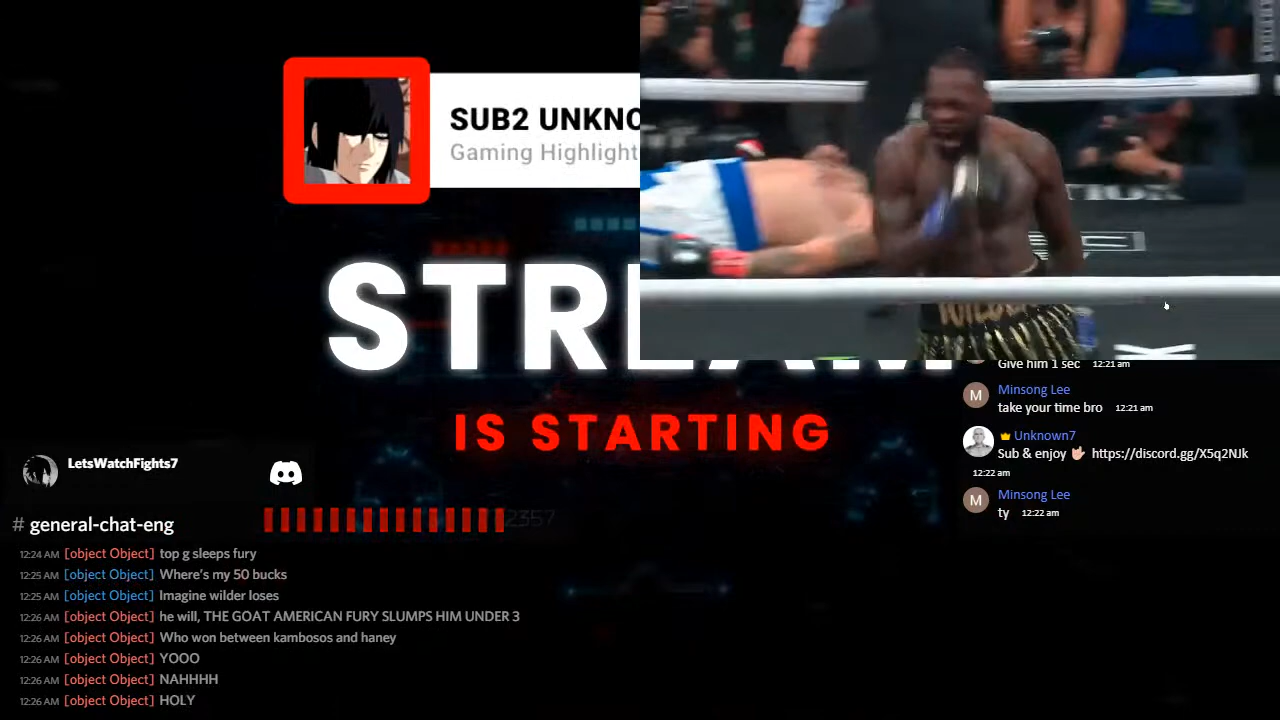 SUB2 UNKNO
Gaming Highlight
STREAM
IS STARTING
Give him 1 sec 12:21 am
M Minsong Lee
take your time bro 12:21 am
Unknown7
Sub & enjoy 🤟🏻 https://discord.gg/X5q2NJk
12:22 am
M Minsong Lee
ty 12:22 am
LetsWatchFights7
# general-chat-eng
2357
12:24 AM [object Object] top g sleeps fury
12:25 AM [object Object] Where's my 50 bucks
12:25 AM [object Object] Imagine wilder loses
12:26 AM [object Object] he will, THE GOAT AMERICAN FURY SLUMPS HIM UNDER 3
12:26 AM [object Object] Who won between kambosos and haney
12:26 AM [object Object] YOOO
12:26 AM [object Object] NAHHHH
12:26 AM [object Object] HOLY